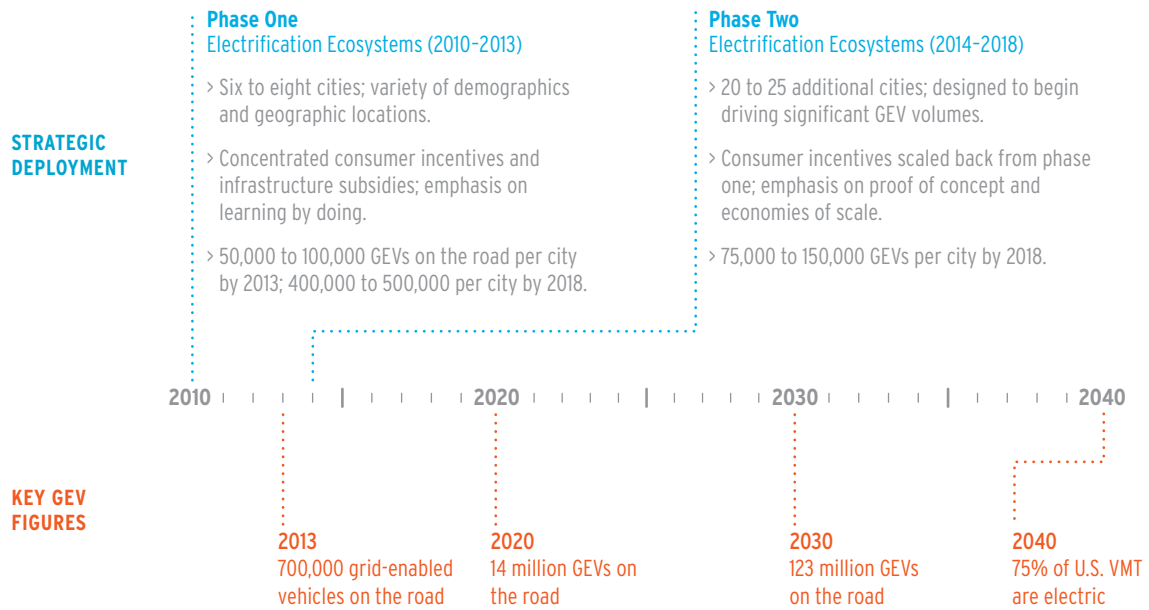 Phase One
Electrification Ecosystems (2010–2013)
> Six to eight cities; variety of demographics
and geographic locations.
> Concentrated consumer incentives and
infrastructure subsidies; emphasis on
learning by doing.
> 50,000 to 100,000 GEVs on the road per city
by 2013; 400,000 to 500,000 per city by 2018.
Phase Two
Electrification Ecosystems (2014–2018)
> 20 to 25 additional cities; designed to begin
driving significant GEV volumes.
> Consumer incentives scaled back from phase
one; emphasis on proof of concept and
economies of scale.
> 75,000 to 150,000 GEVs per city by 2018.
STRATEGIC
DEPLOYMENT
2010 2020 2030 2040
KEY GEV
FIGURES
2013
700,000 grid-enabled
vehicles on the road
2020
14 million GEVs on
the road
2030
123 million GEVs
on the road
2040
75% of U.S. VMT
are electric